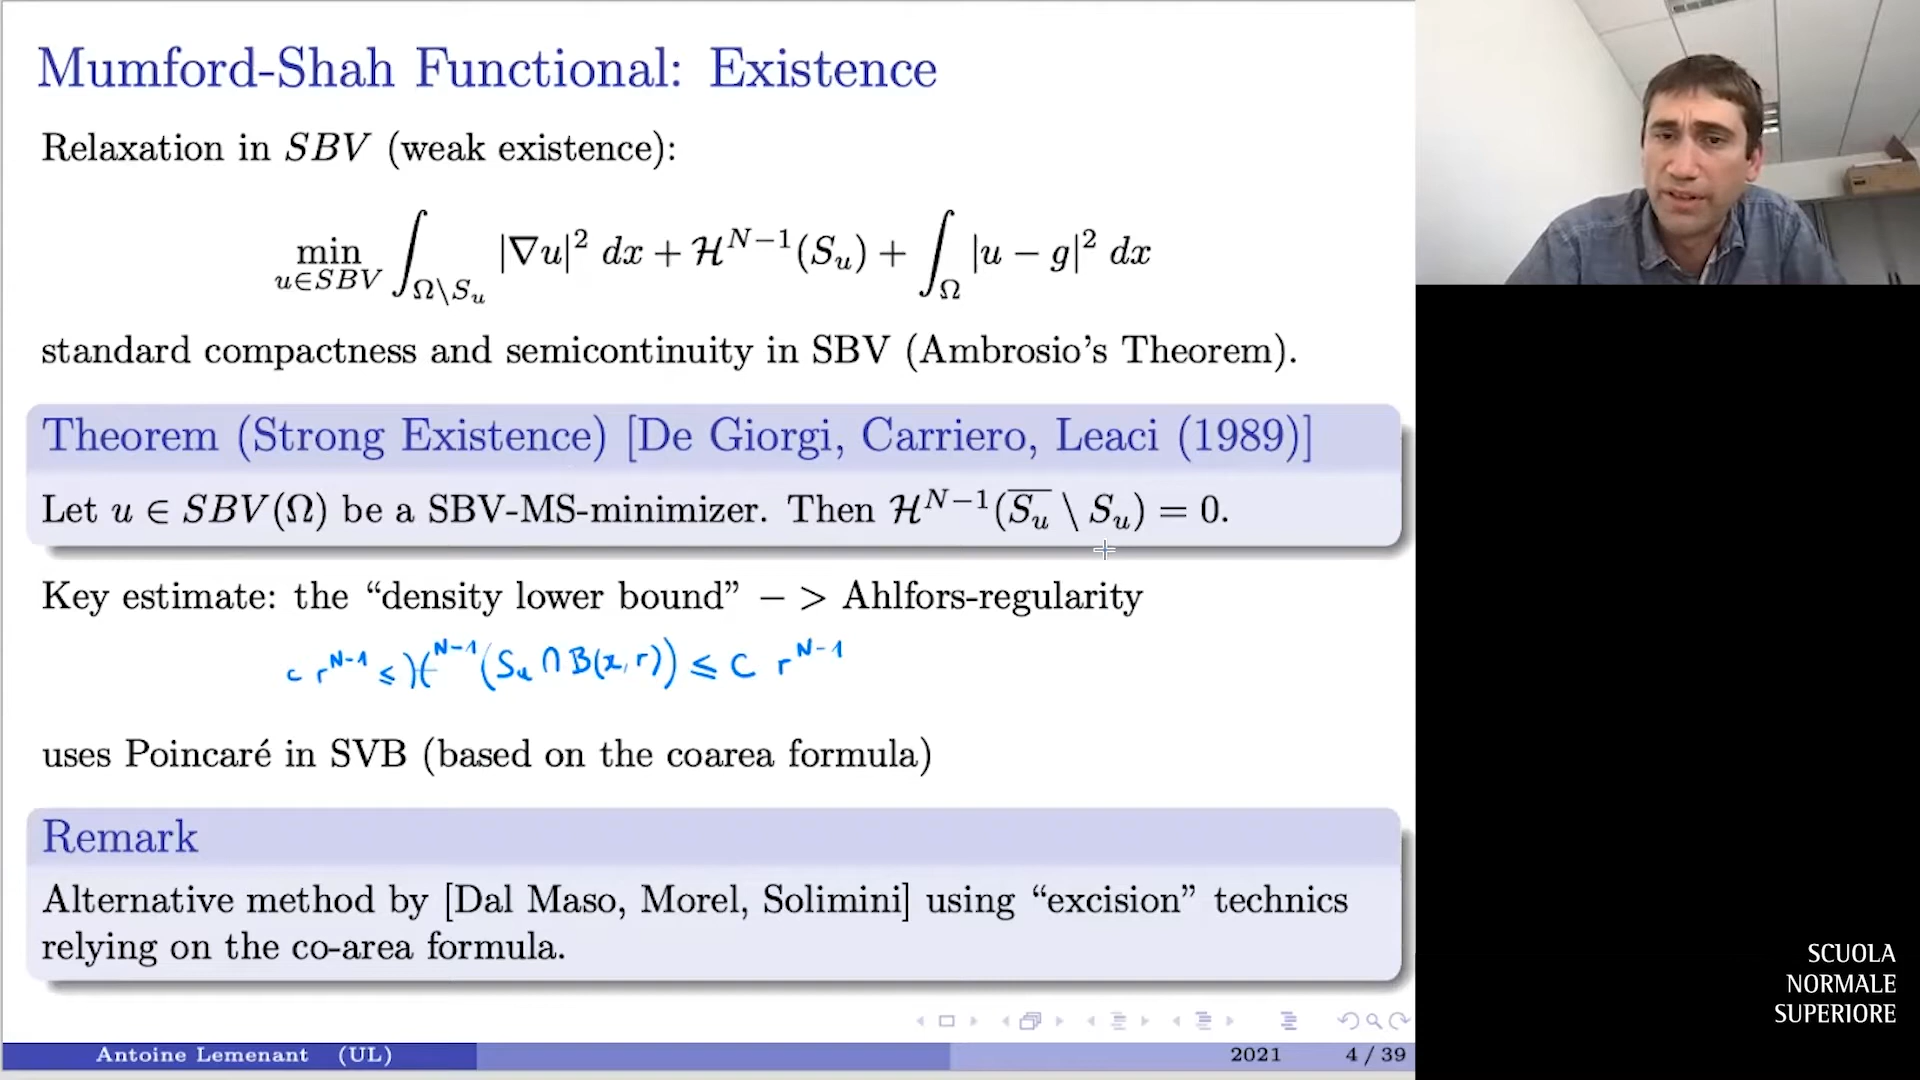 Mumford-Shah Functional: Existence
Relaxation in SBV (weak existence):
min_{u∈SBV} ∫_{Ω\S_u} |∇u|² dx + ℋ^{N−1}(S_u) + ∫_Ω |u − g|² dx
standard compactness and semicontinuity in SBV (Ambrosio's Theorem).
Theorem (Strong Existence) [De Giorgi, Carriero, Leaci (1989)]
Let u ∈ SBV(Ω) be a SBV-MS-minimizer. Then ℋ^{N−1}(\overline{S_u} \ S_u) = 0.
Key estimate: the “density lower bound” − > Ahlfors-regularity
c r^{N-1} ≤ ℋ^{N-1}(S_u ∩ B(x,r)) ≤ C r^{N-1}
uses Poincaré in SVB (based on the coarea formula)
Remark
Alternative method by [Dal Maso, Morel, Solimini] using “excision” technics
relying on the co-area formula.
Antoine Lemenant (UL) 2021 4 / 39
SCUOLA
NORMALE
SUPERIORE